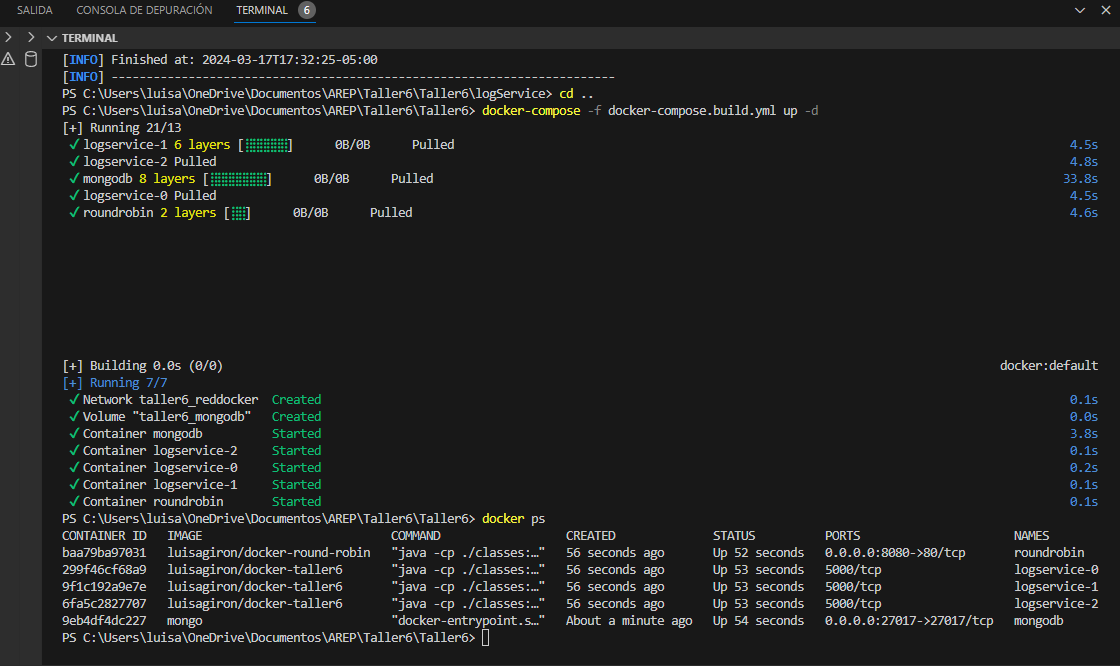 SALIDA CONSOLA DE DEPURACIÓN TERMINAL 6
TERMINAL
[INFO] Finished at: 2024-03-17T17:32:25-05:00
[INFO] ------------------------------------------------------------------------
PS C:\Users\luisa\OneDrive\Documentos\AREP\Taller6\Taller6\logService> cd ..
PS C:\Users\luisa\OneDrive\Documentos\AREP\Taller6\Taller6> docker-compose -f docker-compose.build.yml up -d
[+] Running 21/13
✓ logservice-1 6 layers [⣿⣿⣿⣿⣿⣿] 0B/0B Pulled 4.5s
✓ logservice-2 Pulled 4.8s
✓ mongodb 8 layers [⣿⣿⣿⣿⣿⣿⣿⣿] 0B/0B Pulled 33.8s
✓ logservice-0 Pulled 4.5s
✓ roundrobin 2 layers [⣿⣿] 0B/0B Pulled 4.6s
[+] Building 0.0s (0/0) docker:default
[+] Running 7/7
✓ Network taller6_reddocker Created 0.1s
✓ Volume "taller6_mongodb" Created 0.0s
✓ Container mongodb Started 3.8s
✓ Container logservice-2 Started 0.1s
✓ Container logservice-0 Started 0.2s
✓ Container logservice-1 Started 0.1s
✓ Container roundrobin Started 0.1s
PS C:\Users\luisa\OneDrive\Documentos\AREP\Taller6\Taller6> docker ps
CONTAINER ID IMAGE COMMAND CREATED STATUS PORTS NAMES
baa79ba97031 luisagiron/docker-round-robin "java -cp ./classes:…" 56 seconds ago Up 52 seconds 0.0.0.0:8080->80/tcp roundrobin
299f46cf68a9 luisagiron/docker-taller6 "java -cp ./classes:…" 56 seconds ago Up 53 seconds 5000/tcp logservice-0
9f1c192a9e7e luisagiron/docker-taller6 "java -cp ./classes:…" 56 seconds ago Up 53 seconds 5000/tcp logservice-1
6fa5c2827707 luisagiron/docker-taller6 "java -cp ./classes:…" 56 seconds ago Up 53 seconds 5000/tcp logservice-2
9eb4df4dc227 mongo "docker-entrypoint.s…" About a minute ago Up 54 seconds 0.0.0.0:27017->27017/tcp mongodb
PS C:\Users\luisa\OneDrive\Documentos\AREP\Taller6\Taller6>